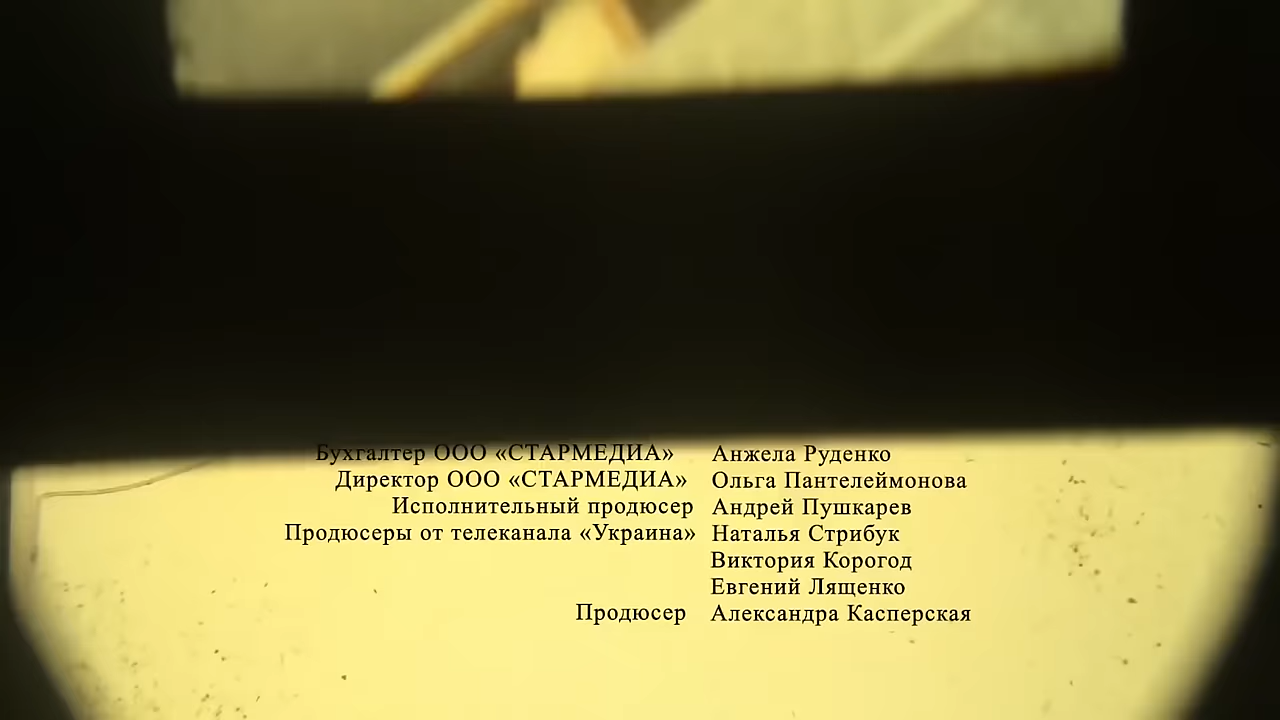 Бухгалтер ООО «СТАРМЕДИА» Анжела Руденко
Директор ООО «СТАРМЕДИА» Ольга Пантелеймонова
Исполнительный продюсер Андрей Пушкарев
Продюсеры от телеканала «Украина» Наталья Стрибук
Виктория Корогод
Евгений Лященко
Продюсер Александра Касперская